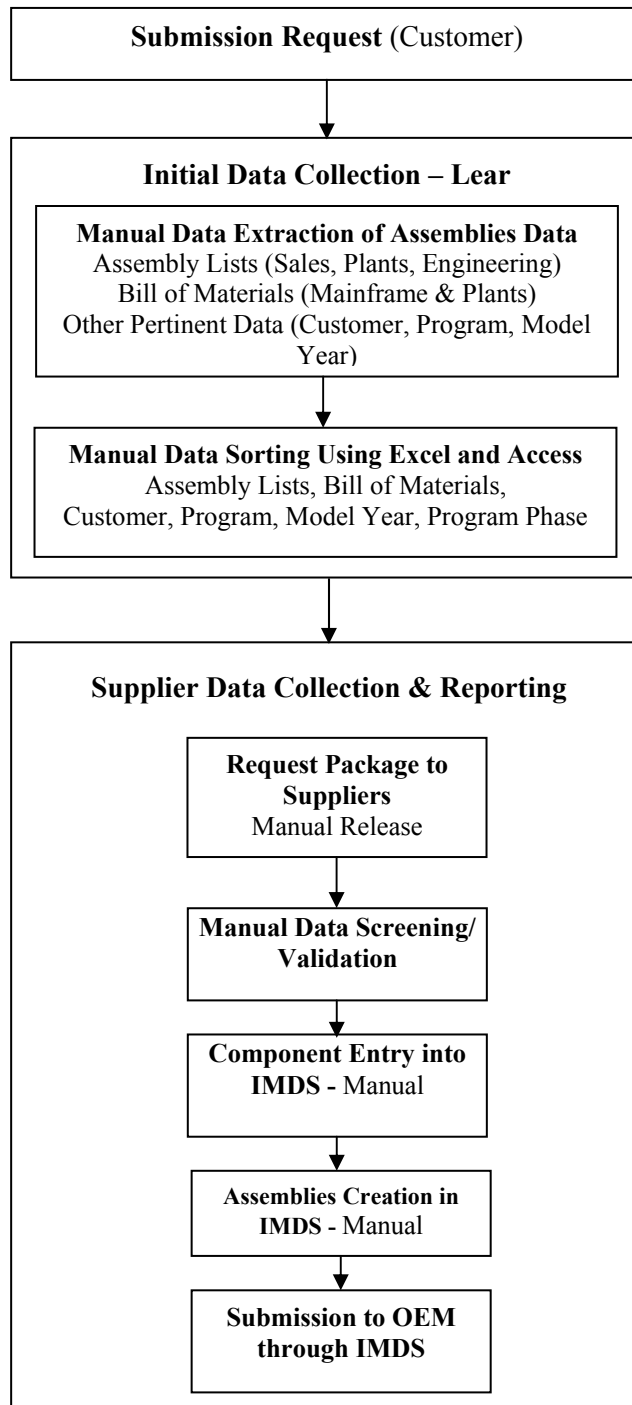 Submission Request (Customer)
Initial Data Collection – Lear
Manual Data Extraction of Assemblies Data
Assembly Lists (Sales, Plants, Engineering)
Bill of Materials (Mainframe & Plants)
Other Pertinent Data (Customer, Program, Model
Year)
Manual Data Sorting Using Excel and Access
Assembly Lists, Bill of Materials,
Customer, Program, Model Year, Program Phase
Supplier Data Collection & Reporting
Request Package to
Suppliers
Manual Release
Manual Data Screening/
Validation
Component Entry into
IMDS - Manual
Assemblies Creation in
IMDS - Manual
Submission to OEM
through IMDS